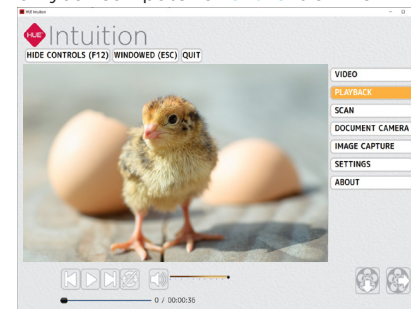 HUE Intuition
HUE Intuition
HIDE CONTROLS (F12) WINDOWED (ESC) QUIT
VIDEO
PLAYBACK
SCAN
DOCUMENT CAMERA
IMAGE CAPTURE
SETTINGS
ABOUT
0 / 00:00:36